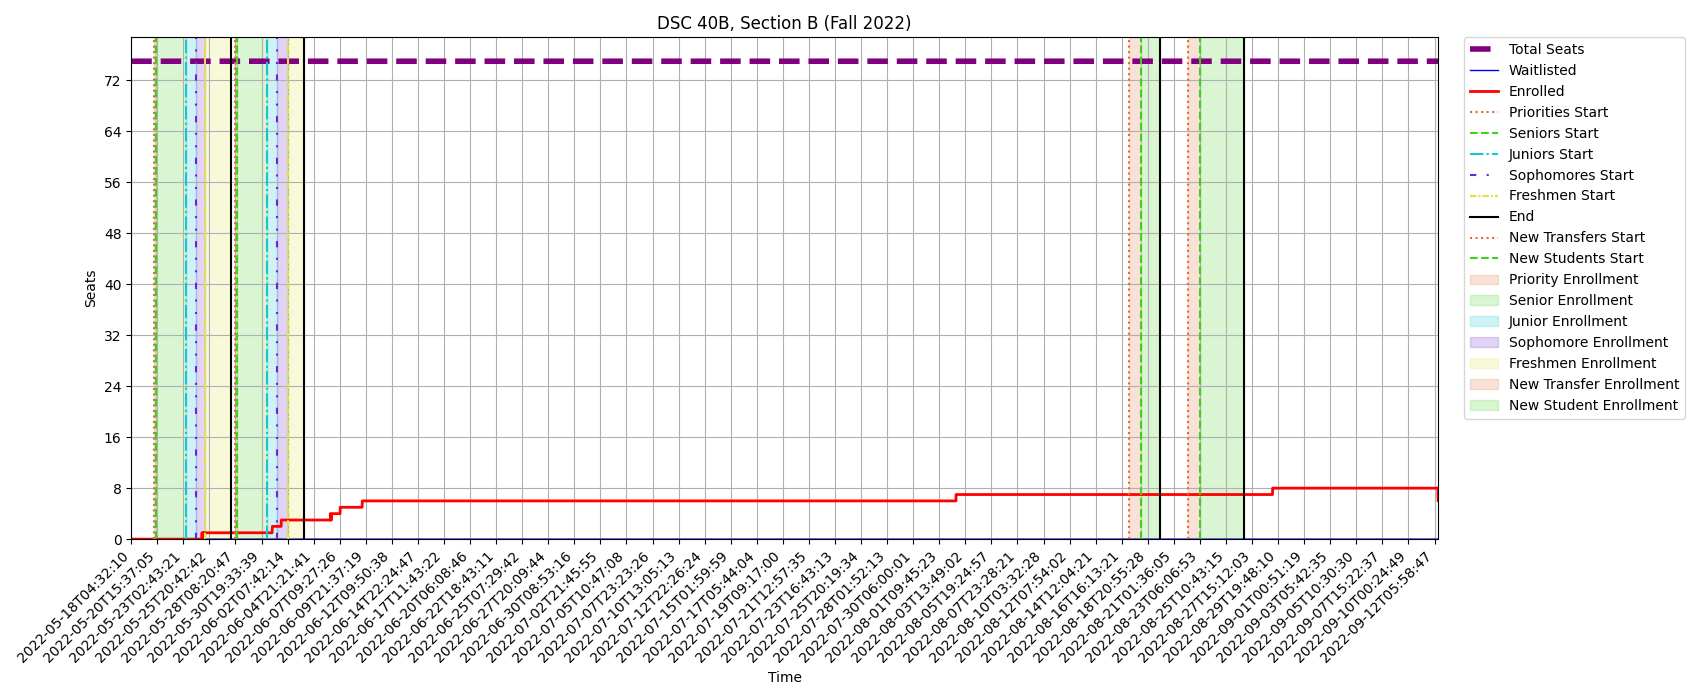 DSC 40B, Section B (Fall 2022)
Seats
72
64
56
48
40
32
24
16
8
0
2022-05-18T04:32:10
2022-05-20T15:37:05
2022-05-23T02:43:21
2022-05-25T20:42:42
2022-05-28T08:20:47
2022-05-30T19:33:39
2022-06-02T07:42:14
2022-06-04T21:21:41
2022-06-07T09:27:26
2022-06-09T21:37:19
2022-06-12T09:50:38
2022-06-14T22:24:47
2022-06-17T11:43:22
2022-06-20T06:08:46
2022-06-22T18:43:11
2022-06-25T07:29:42
2022-06-27T20:09:44
2022-06-30T08:53:16
2022-07-02T21:45:55
2022-07-05T10:47:08
2022-07-07T23:23:26
2022-07-10T13:05:13
2022-07-12T22:26:24
2022-07-15T01:59:59
2022-07-17T05:44:04
2022-07-19T09:17:00
2022-07-21T12:57:35
2022-07-23T16:43:13
2022-07-25T20:19:34
2022-07-28T01:52:13
2022-07-30T06:00:01
2022-08-01T09:45:23
2022-08-03T13:49:02
2022-08-05T19:24:57
2022-08-07T23:28:21
2022-08-10T03:32:28
2022-08-12T07:54:02
2022-08-14T12:04:21
2022-08-16T16:13:21
2022-08-18T20:55:28
2022-08-21T01:36:05
2022-08-23T06:06:53
2022-08-25T10:43:15
2022-08-27T15:12:03
2022-08-29T19:48:10
2022-09-01T00:51:19
2022-09-03T05:42:35
2022-09-05T10:30:30
2022-09-07T15:22:37
2022-09-10T00:24:49
2022-09-12T05:58:47
Time
Total Seats
Waitlisted
Enrolled
Priorities Start
Seniors Start
Juniors Start
Sophomores Start
Freshmen Start
End
New Transfers Start
New Students Start
Priority Enrollment
Senior Enrollment
Junior Enrollment
Sophomore Enrollment
Freshmen Enrollment
New Transfer Enrollment
New Student Enrollment